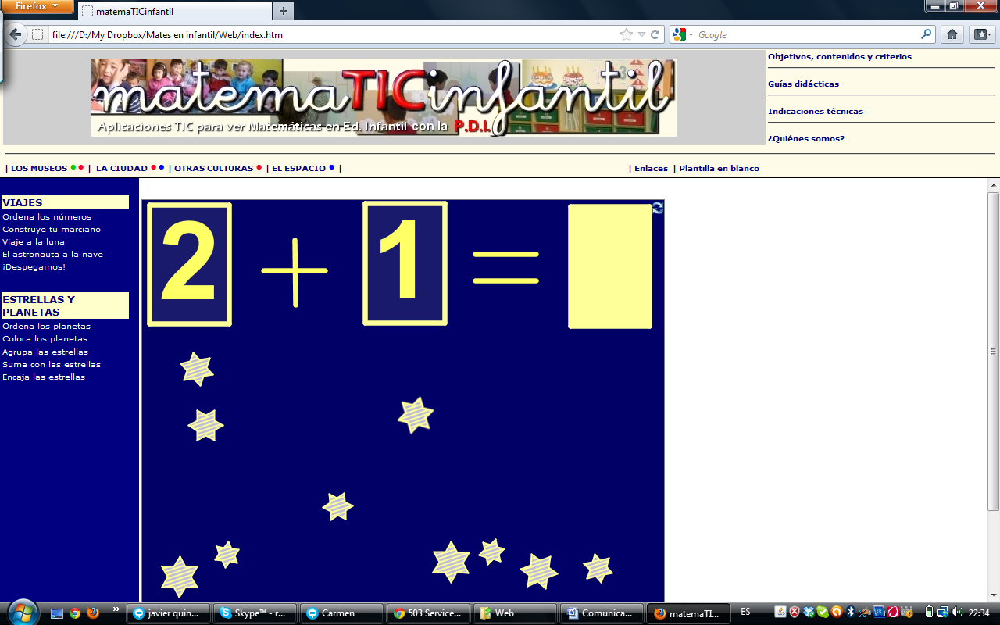 Firefox
matemaTICinfantil
file:///D:/My Dropbox/Mates en infantil/Web/index.htm
Google
matemaTICinfantil
Aplicaciones TIC para ver Matemáticas en Ed. Infantil con la P.D.I.
Objetivos, contenidos y criterios
Guías didácticas
Indicaciones técnicas
¿Quiénes somos?
| LOS MUSEOS | LA CIUDAD | OTRAS CULTURAS | EL ESPACIO |
| Enlaces | Plantilla en blanco
VIAJES
Ordena los números
Construye tu marciano
Viaje a la luna
El astronauta a la nave
¡Despegamos!
ESTRELLAS Y
PLANETAS
Ordena los planetas
Coloca los planetas
Agrupa las estrellas
Suma con las estrellas
Encaja las estrellas
2 + 1 =
» javier quin... Skype™ - r... Carmen 503 Service... Web Comunica... matemaTI... ES 22:34